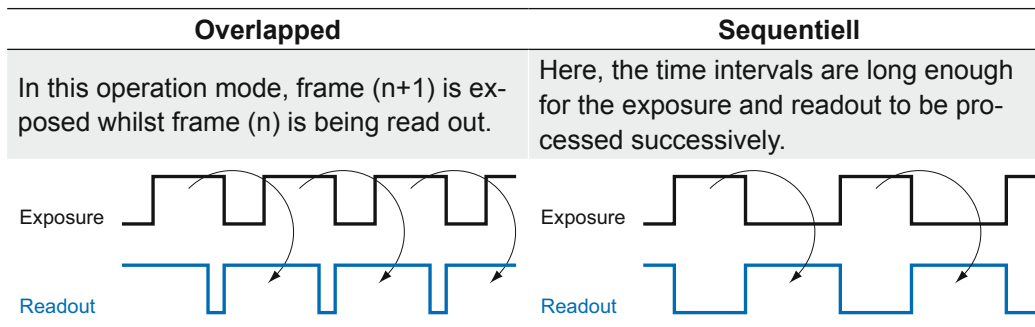 Overlapped
Sequentiell
In this operation mode, frame (n+1) is ex-
posed whilst frame (n) is being read out.
Here, the time intervals are long enough
for the exposure and readout to be pro-
cessed successively.
Exposure
Readout
Exposure
Readout